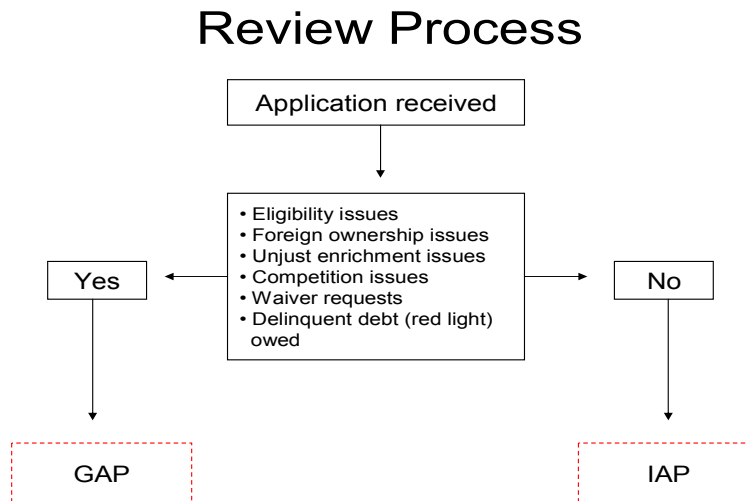 Review Process
Application received
• Eligibility issues
• Foreign ownership issues
• Unjust enrichment issues
• Competition issues
• Waiver requests
• Delinquent debt (red light)
owed
Yes
No
GAP
IAP